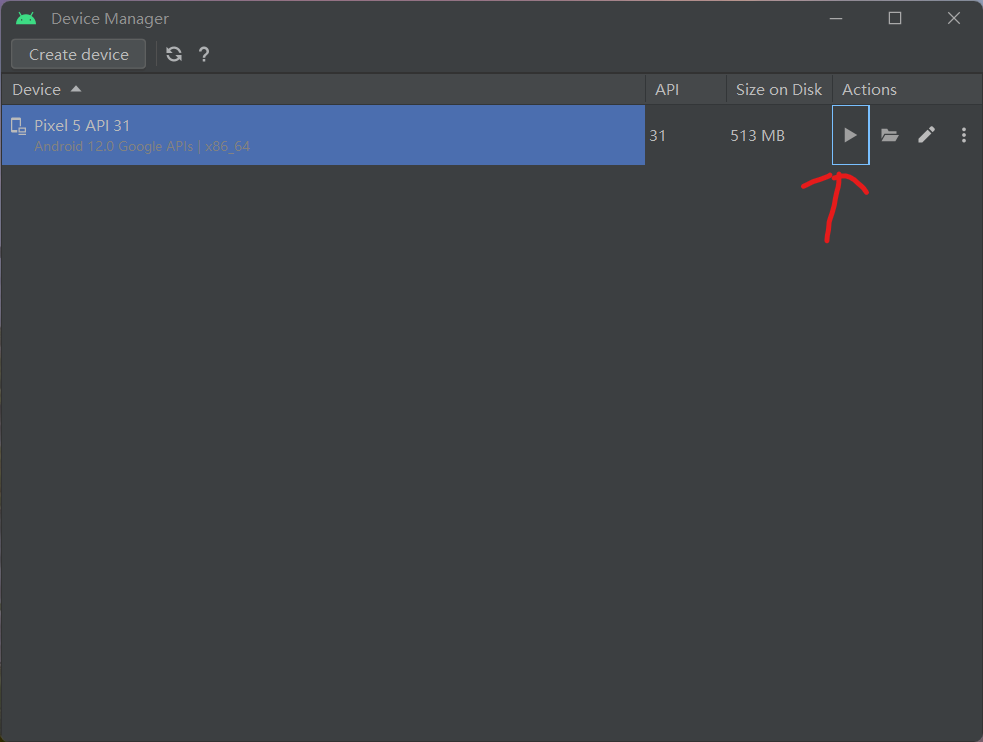 Device Manager
Create device ?
Device API Size on Disk Actions
Pixel 5 API 31
Android 12.0 Google APIs | x86_64
31 513 MB